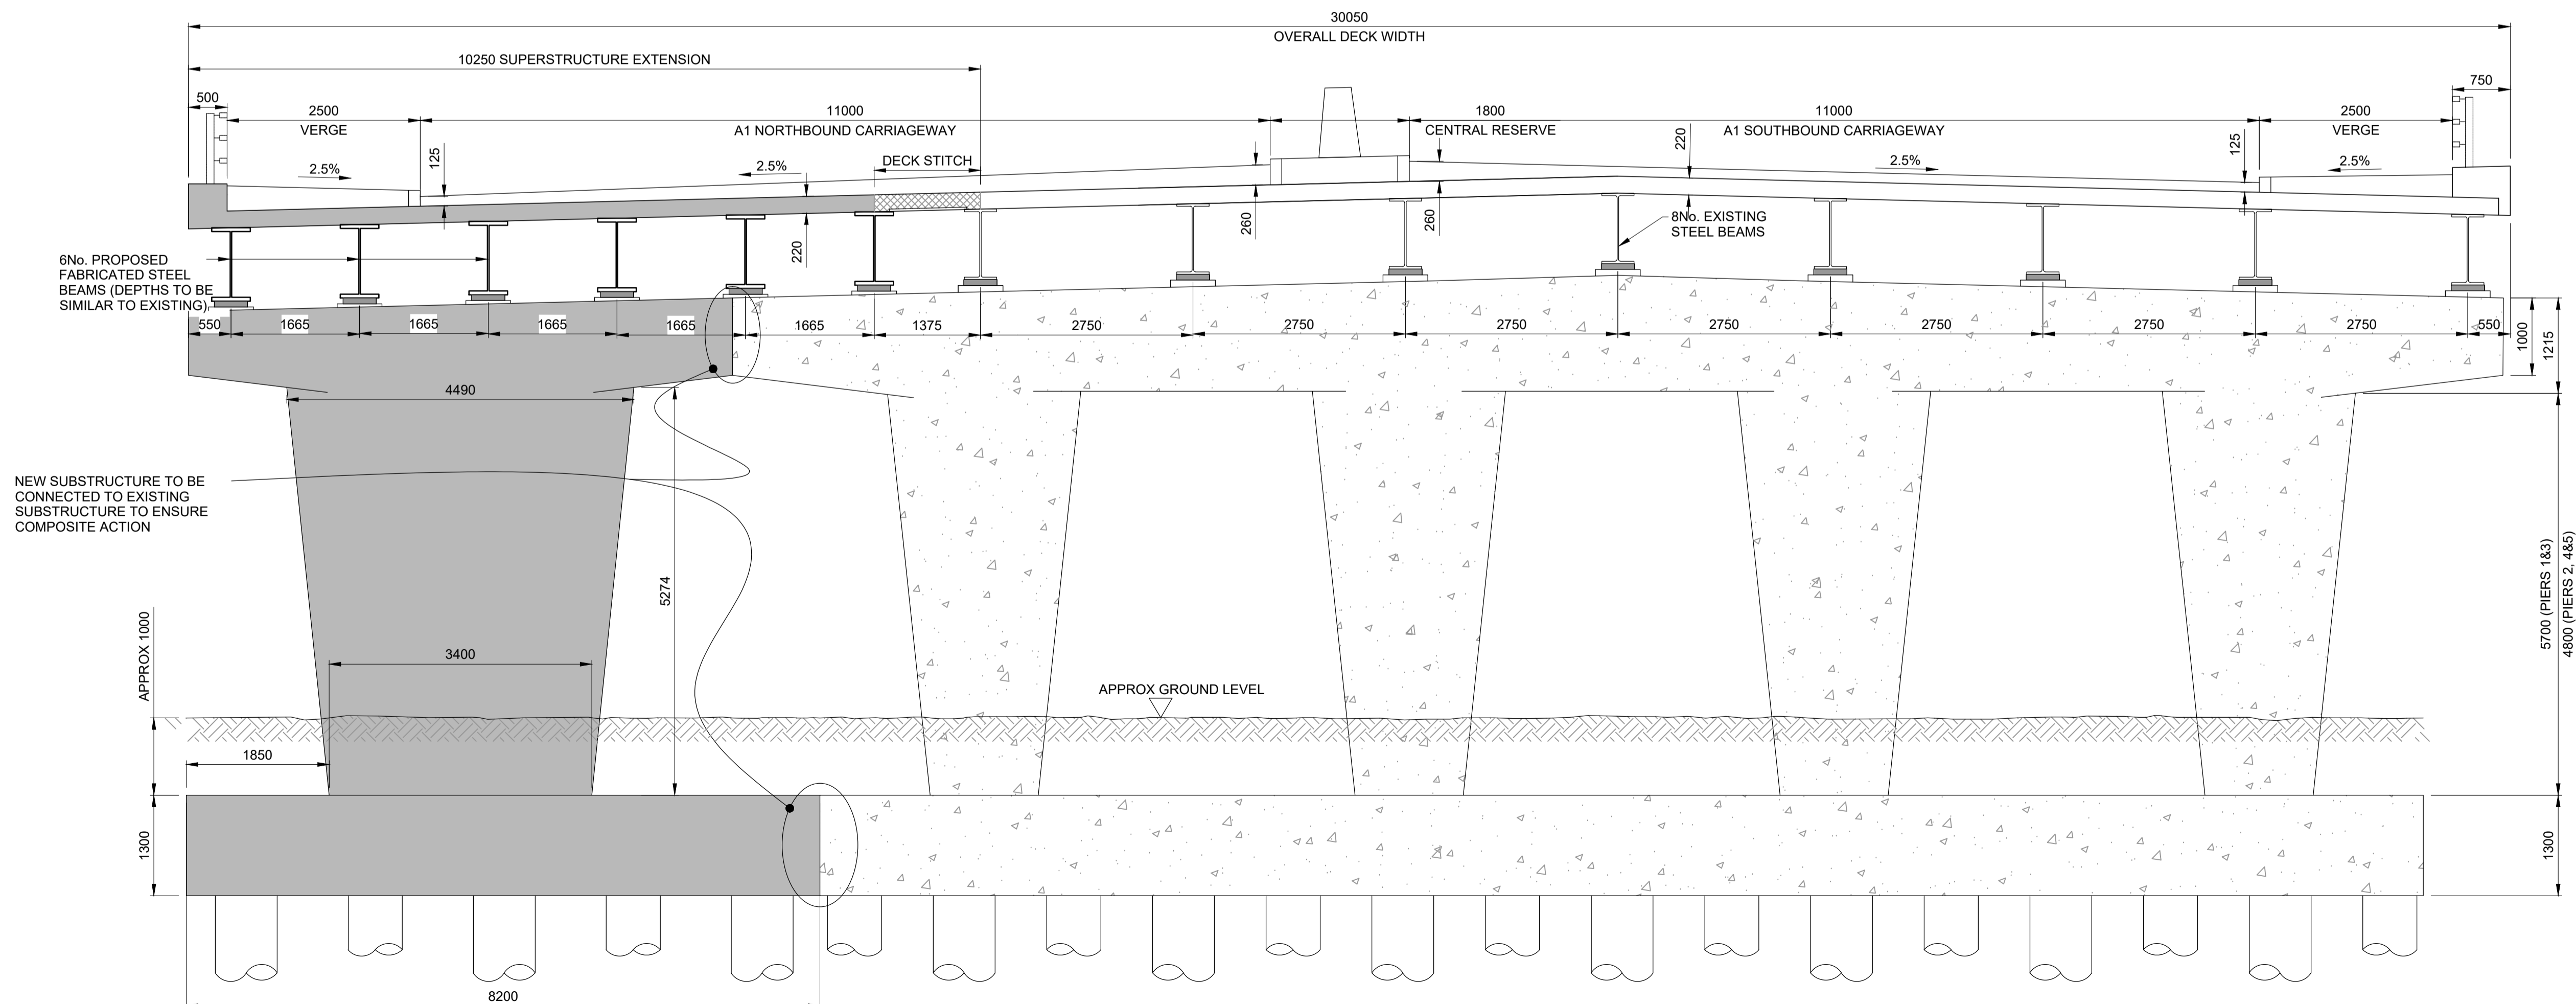 30050
OVERALL DECK WIDTH
10250 SUPERSTRUCTURE EXTENSION
500
2500
VERGE
11000
A1 NORTHBOUND CARRIAGEWAY
1800
CENTRAL RESERVE
11000
A1 SOUTHBOUND CARRIAGEWAY
2500
VERGE
750
2.5%
125
2.5%
DECK STITCH
220
2.5%
125
2.5%
220
260
260
8No. EXISTING
STEEL BEAMS
6No. PROPOSED
FABRICATED STEEL
BEAMS (DEPTHS TO BE
SIMILAR TO EXISTING)
550
1665
1665
1665
1665
1665
1375
2750
2750
2750
2750
2750
2750
2750
550
1000
1215
4490
NEW SUBSTRUCTURE TO BE
CONNECTED TO EXISTING
SUBSTRUCTURE TO ENSURE
COMPOSITE ACTION
5274
5700 (PIERS 1&3)
4800 (PIERS 2, 4&5)
3400
APPROX GROUND LEVEL
APPROX 1000
1850
1300
1300
8200